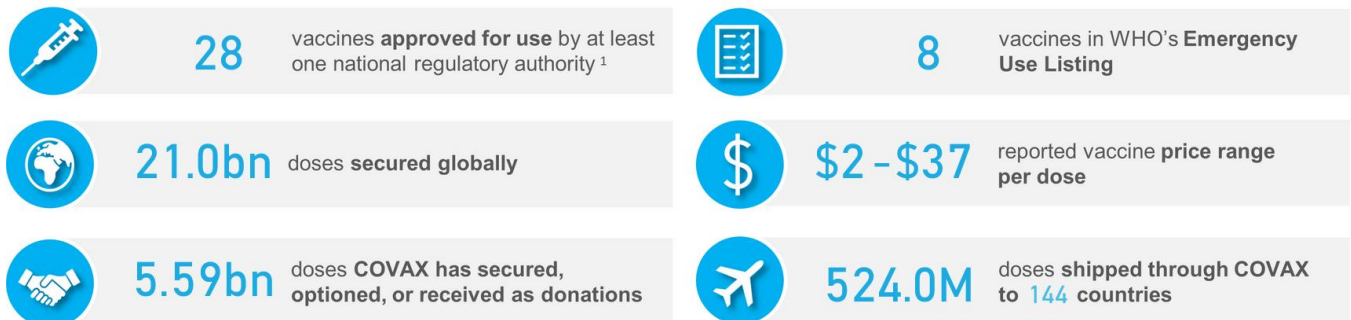 28
vaccines approved for use by at least
one national regulatory authority 1
8
vaccines in WHO's Emergency
Use Listing
21.0bn
doses secured globally
$
$2-$37
reported vaccine price range
per dose
5.59bn
doses COVAX has secured,
optioned, or received as donations
524.0M
doses shipped through COVAX
to 144 countries